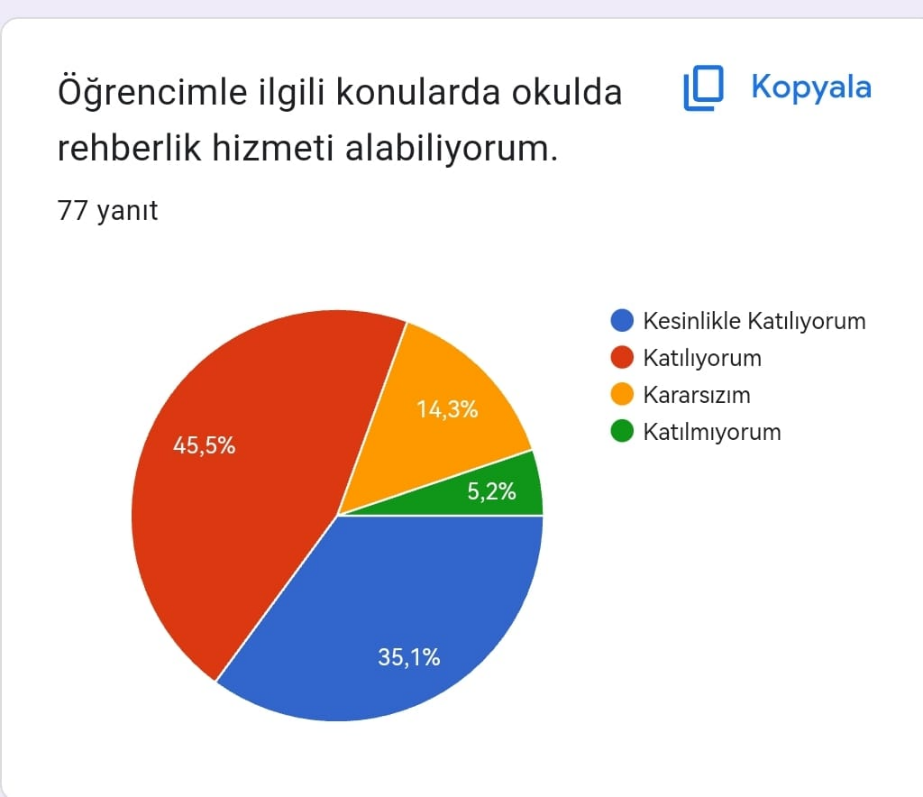 Öğrencimle ilgili konularda okulda
rehberlik hizmeti alabiliyorum.
Kopyala
77 yanıt
Kesinlikle Katılıyorum
Katılıyorum
Kararsızım
Katılmıyorum
14,3%
45,5%
5,2%
35,1%